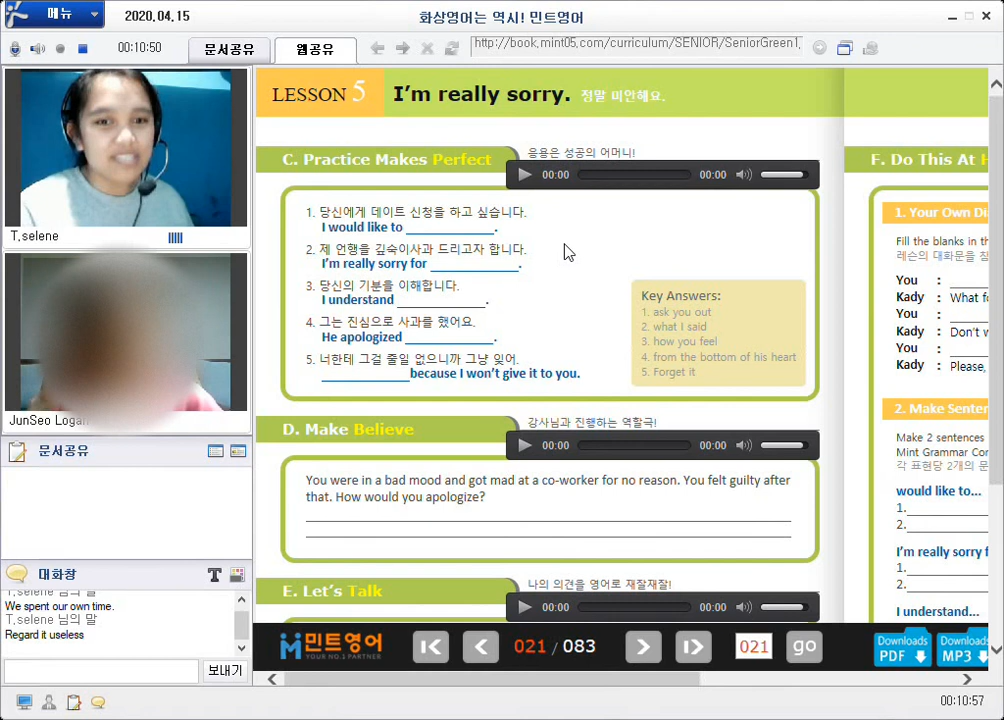 메뉴
2020.04.15
화상영어는 역시! 민트영어
00:10:50
문서공유
웹공유
http://book.mint05.com/curriculum/SENIOR/SeniorGreen1,
T.selene
JunSeo Logan
문서공유
대화창
T,selene 님의 말
We spent our own time.
T,selene 님의 말
Regard it useless
보내기
LESSON 5
I'm really sorry. 정말 미안해요.
C. Practice Makes Perfect
응용은 성공의 어머니!
00:00
00:00
1. 당신에게 데이트 신청을 하고 싶습니다.
I would like to ____________.
2. 제 언행을 깊숙이사과 드리고자 합니다.
I'm really sorry for ____________.
3. 당신의 기분을 이해합니다.
I understand ____________.
4. 그는 진심으로 사과를 했어요.
He apologized ____________.
5. 너한테 그걸 줄일 없으니까 그냥 잊어.
____________because I won't give it to you.
Key Answers:
1. ask you out
2. what I said
3. how you feel
4. from the bottom of his heart
5. Forget it
D. Make Believe
강사님과 진행하는 역할극!
00:00
00:00
You were in a bad mood and got mad at a co-worker for no reason. You felt guilty after
that. How would you apologize?
E. Let's Talk
나의 의견을 영어로 재잘재잘!
00:00
00:00
F. Do This At
1. Your Own Di
Fill the blanks in th
레슨의 대화문을 참
You :
Kady : What f
You :
Kady : Don't w
You :
Kady : Please,
2. Make Senten
Make 2 sentences
Mint Grammar Cor
각 표현당 2개의 문
would like to...
1.
2.
I'm really sorry f
1.
2.
I understand...
민트영어
YOUR NO.1 PARTNER
021 / 083
021
go
Downloads
PDF
Downloads
MP3
00:10:57